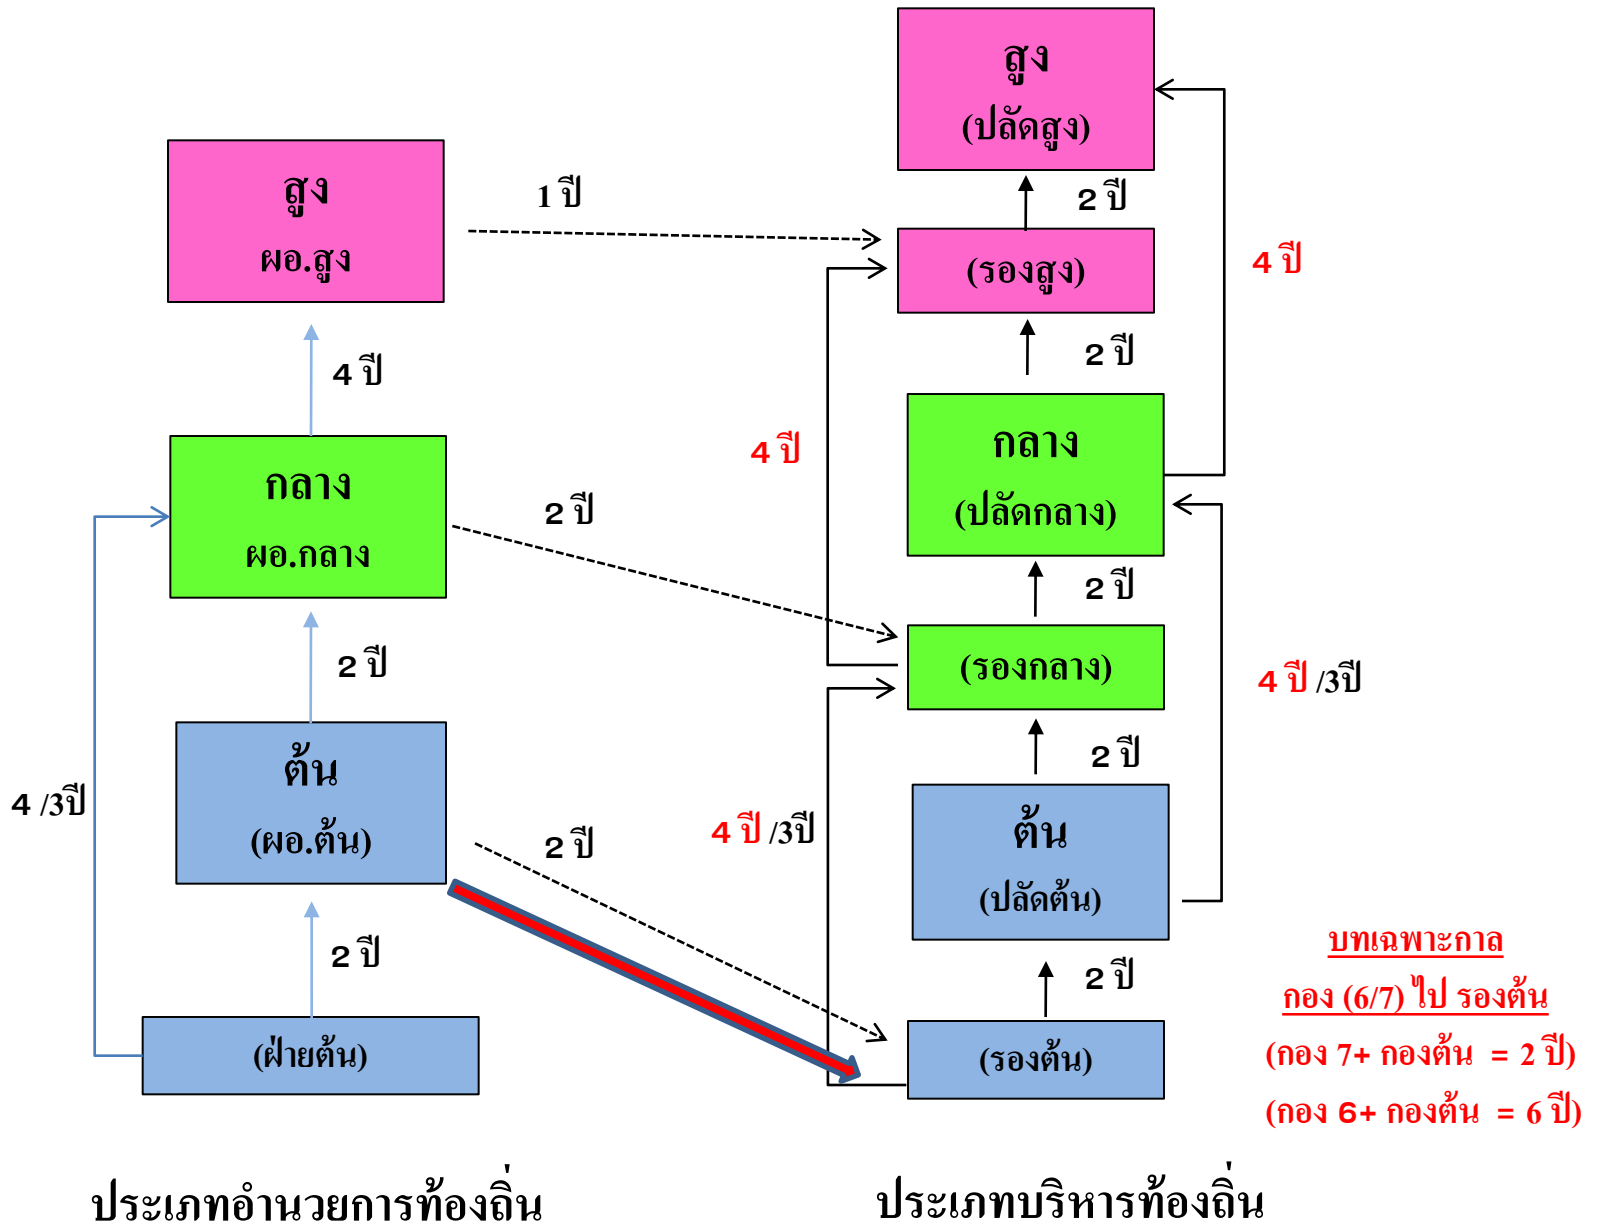 สูง
(ปลัดสูง)
สูง
ผอ.สูง
1 ปี
2 ปี
(รองสูง)
4 ปี
4 ปี
2 ปี
กลาง
ผอ.กลาง
2 ปี
4 ปี
กลาง
(ปลัดกลาง)
2 ปี
2 ปี
(รองกลาง)
4 ปี /3ปี
ต้น
(ผอ.ต้น)
4 /3ปี
2 ปี
4 ปี /3ปี
2 ปี
ต้น
(ปลัดต้น)
2 ปี
(ฝ่ายต้น)
2 ปี
(รองต้น)
บทเฉพาะกาล
กอง (6/7) ไป รองต้น
(กอง 7+ กองต้น = 2 ปี)
(กอง 6+ กองต้น = 6 ปี)
ประเภทอำนวยการท้องถิ่น
ประเภทบริหารท้องถิ่น